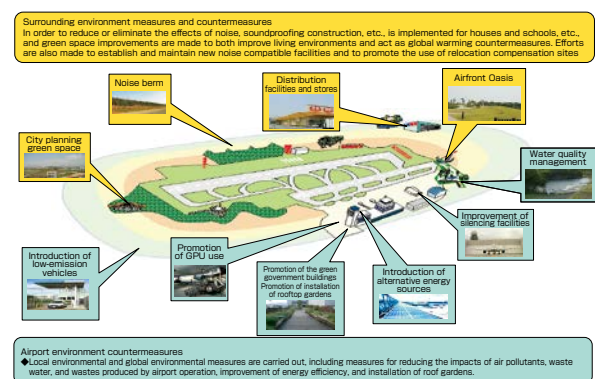 Surrounding environment measures and countermeasures
In order to reduce or eliminate the effects of noise, soundproofing construction, etc., is implemented for houses and schools, etc.,
and green space improvements are made to both improve living environments and act as global warming countermeasures. Efforts
are also made to establish and maintain new noise compatible facilities and to promote the use of relocation compensation sites
Noise berm
Distribution
facilities and stores
Airfront Oasis
City planning
green space
Water quality
management
Improvement of
silencing facilities
Introduction of
low-emission
vehicles
Promotion
of GPU use
Promotion of the green
government buildings
Promotion of installation
of rooftop gardens
Introduction of
alternative energy
sources
Airport environment countermeasures
◆Local environmental and global environmental measures are carried out, including measures for reducing the impacts of air pollutants, waste
water, and wastes produced by airport operation, improvement of energy efficiency, and installation of roof gardens.